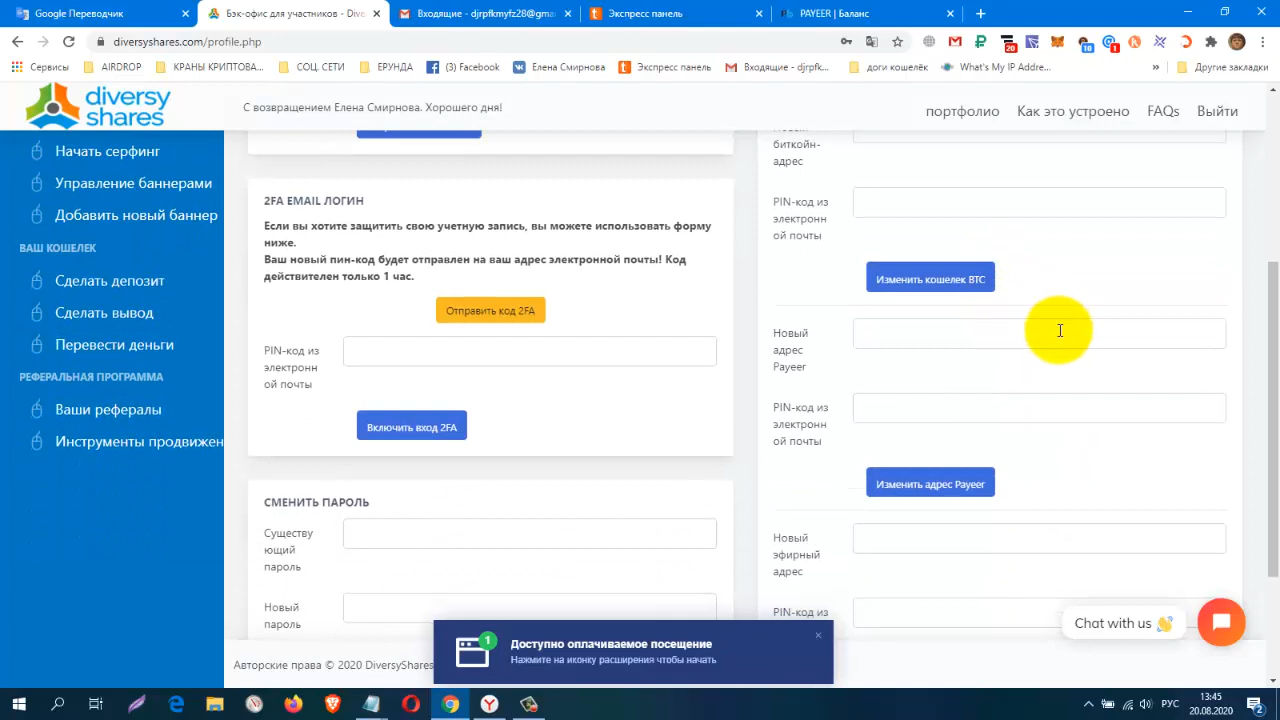 Google Переводчик
Бэк-офис для участников - Diver
Входящие - djrpfkmyfz28@gma
Экспресс панель
PAYEER | Баланс
diversyshares.com/profile.php
20
10
1
Сервисы
AIRDROP
КРАНЫ КРИПТОВА...
СОЦ. СЕТИ
ЕРУНДА
(3) Facebook
Елена Смирнова
Экспресс панель
Входящие - djrpfk...
доги кошелёк
What's My IP Addre...
»
Другие закладки
diversy
shares
С возвращением Елена Смирнова. Хорошего дня!
портфолио
Как это устроено
FAQs
Выйти
Начать серфинг
Управление баннерами
Добавить новый баннер
ВАШ КОШЕЛЕК
Сделать депозит
Сделать вывод
Перевести деньги
РЕФЕРАЛЬНАЯ ПРОГРАММА
Ваши рефералы
Инструменты продвижен
2FA EMAIL ЛОГИН
Если вы хотите защитить свою учетную запись, вы можете использовать форму
ниже.
Ваш новый пин-код будет отправлен на ваш адрес электронной почты! Код
действителен только 1 час.
Отправить код 2FA
PIN-код из
электронн
ой почты
Включить вход 2FA
СМЕНИТЬ ПАРОЛЬ
Существу
ющий
пароль
Новый
пароль
Новый
биткойн-
адрес
PIN-код из
электронн
ой почты
Изменить кошелек BTC
Новый
адрес
Payeer
PIN-код из
электронн
ой почты
Изменить адрес Payeer
Новый
эфирный
адрес
PIN-код из
Chat with us
1
Доступно оплачиваемое посещение
Нажмите на иконку расширения чтобы начать
Авторские права © 2020 DiversyShares
РУС
13:45
20.08.2020
2